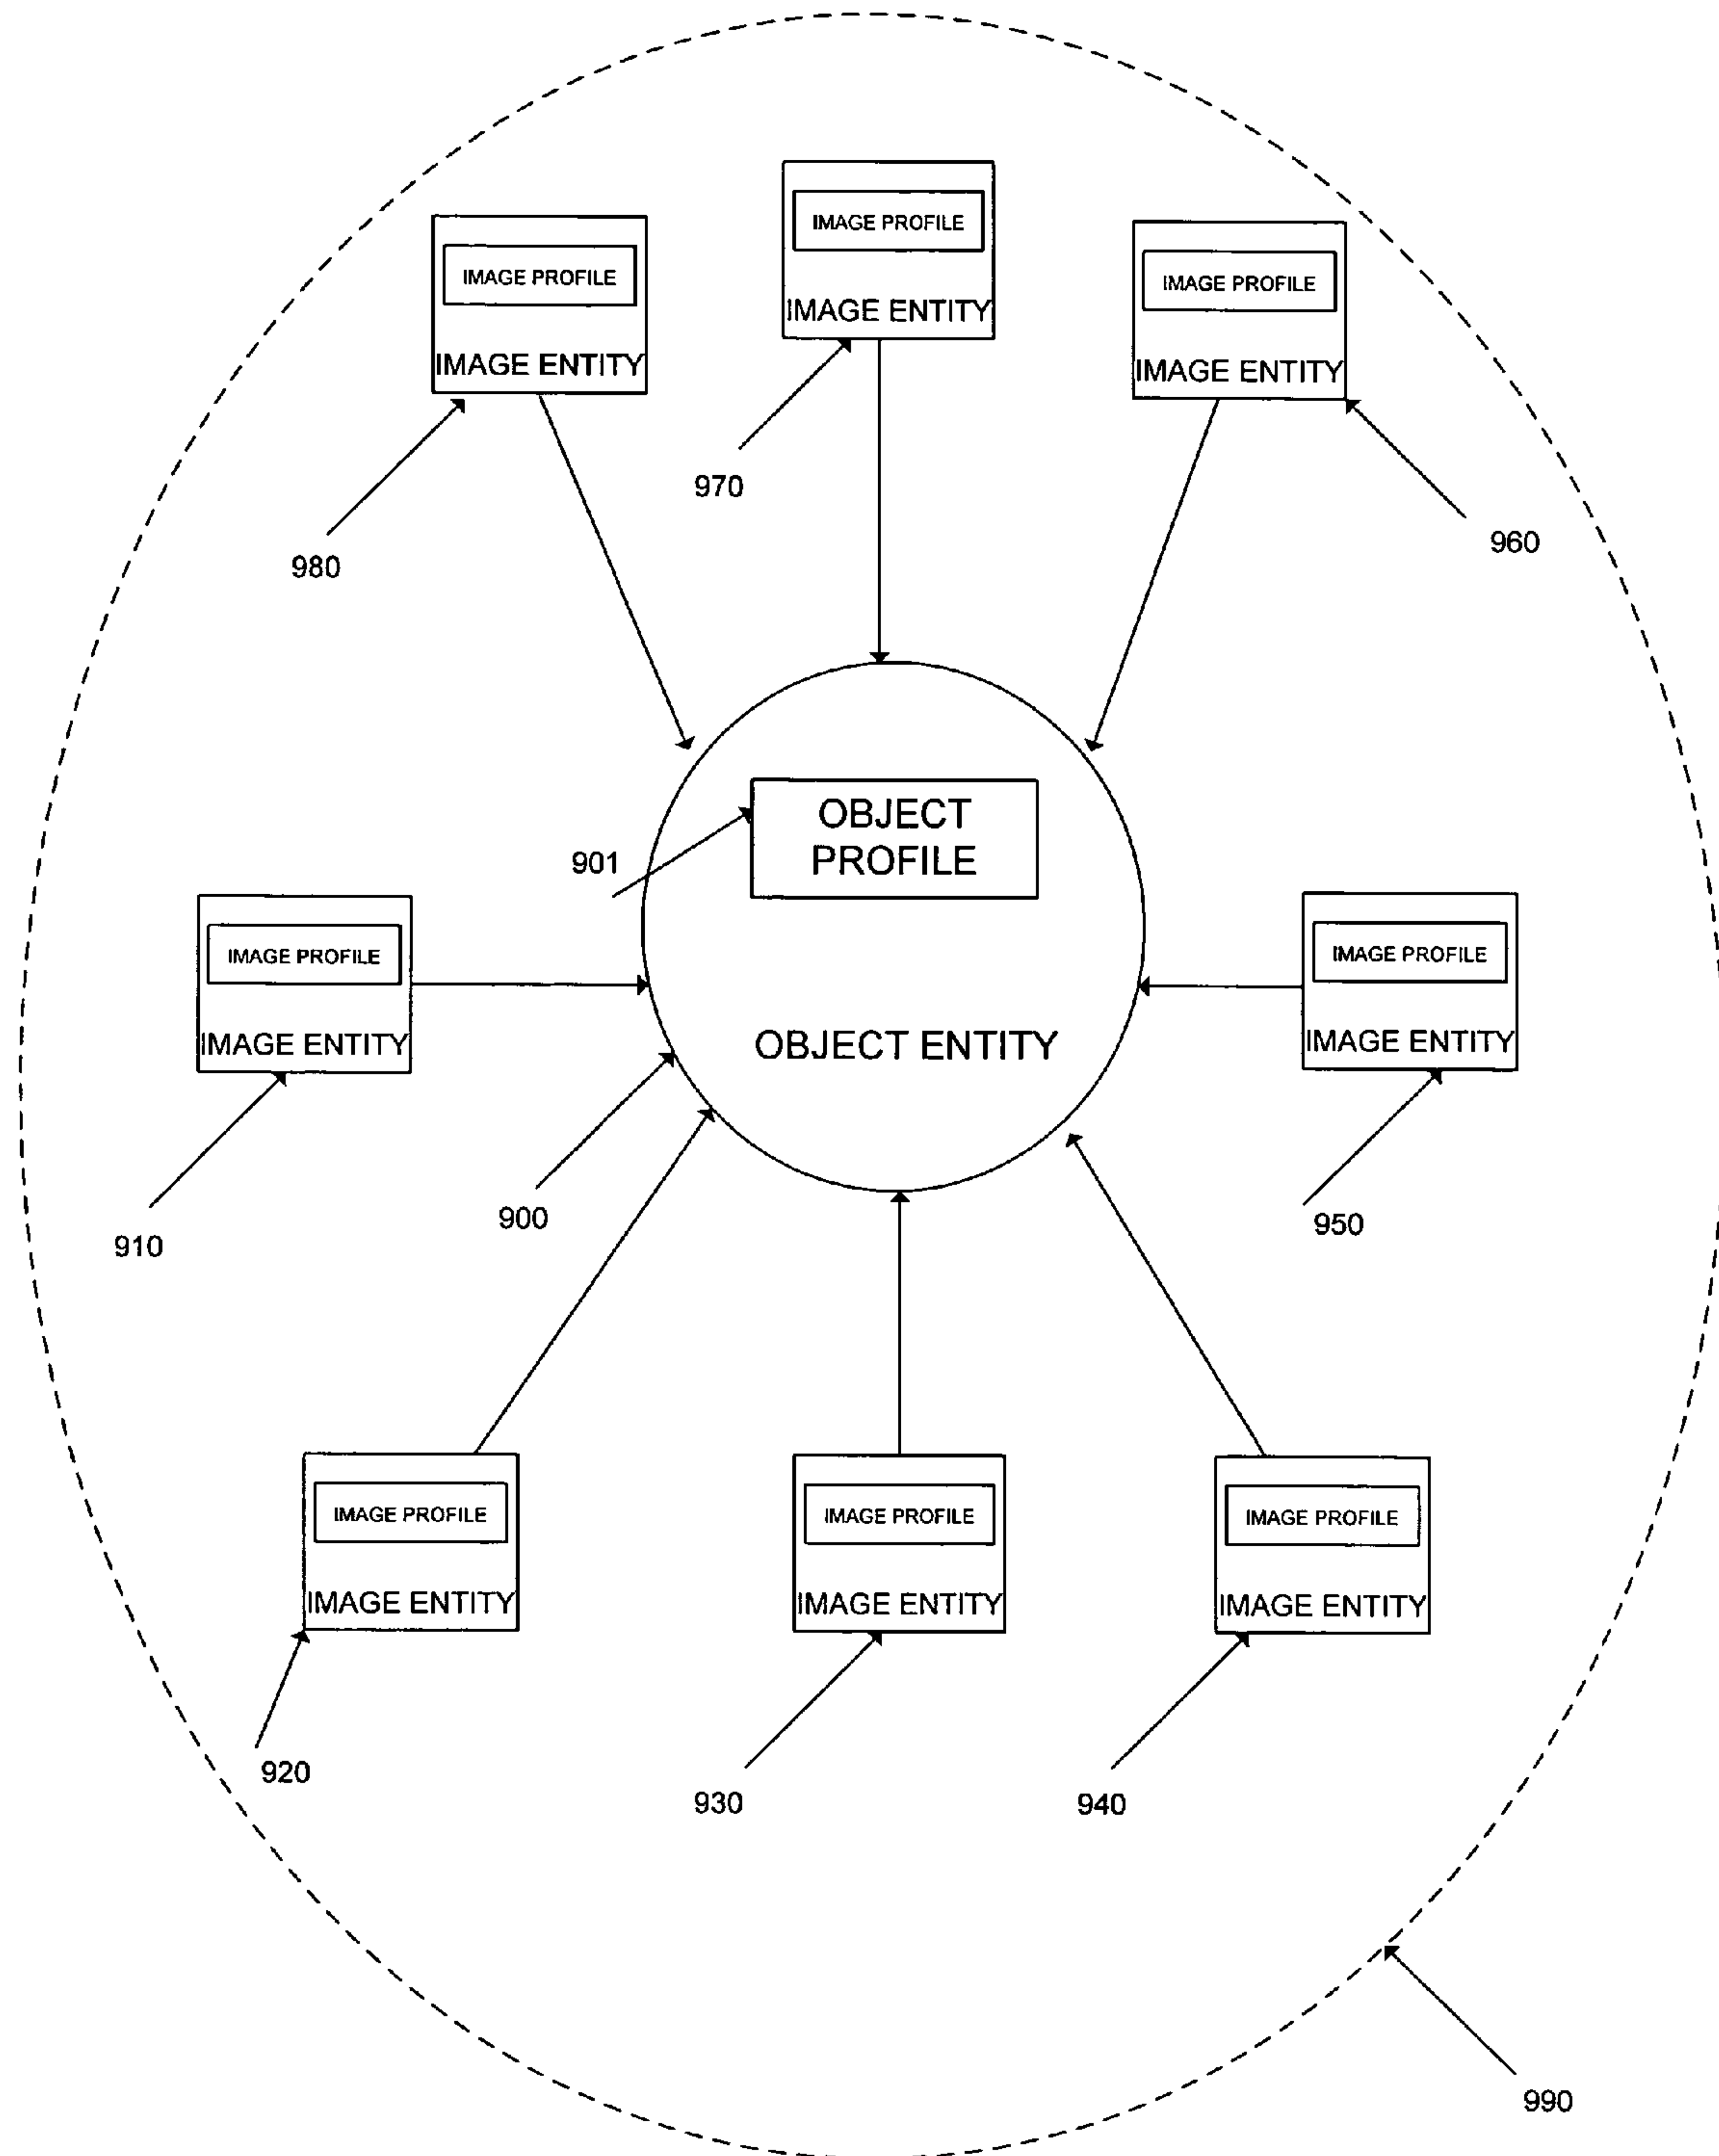 IMAGE PROFILE
IMAGE ENTITY
970
IMAGE PROFILE
IMAGE ENTITY
980
IMAGE PROFILE
IMAGE ENTITY
960
OBJECT
PROFILE
901
OBJECT ENTITY
900
IMAGE PROFILE
IMAGE ENTITY
910
IMAGE PROFILE
IMAGE ENTITY
950
IMAGE PROFILE
IMAGE ENTITY
920
IMAGE PROFILE
IMAGE ENTITY
930
IMAGE PROFILE
IMAGE ENTITY
940
990